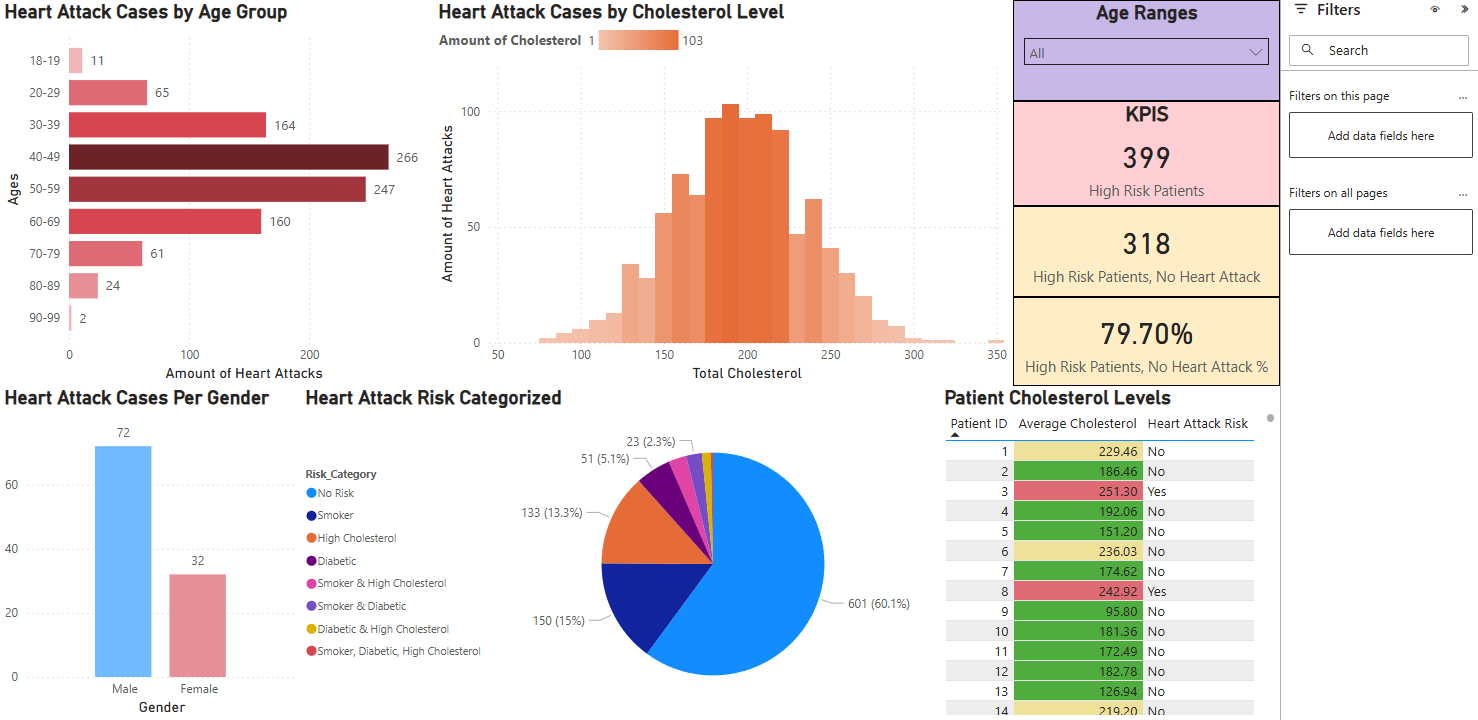 Heart Attack Cases by Age Group
Ages
18-19 11
20-29 65
30-39 164
40-49 266
50-59 247
60-69 160
70-79 61
80-89 24
90-99 2
0 100 200
Amount of Heart Attacks
Heart Attack Cases by Cholesterol Level
Amount of Cholesterol 1 103
Amount of Heart Attacks
100
50
0
50 100 150 200 250 300 350
Total Cholesterol
Age Ranges
All
KPIS
399
High Risk Patients
318
High Risk Patients, No Heart Attack
79.70%
High Risk Patients, No Heart Attack %
Filters
Search
Filters on this page ...
Add data fields here
Filters on all pages ...
Add data fields here
Heart Attack Cases Per Gender
72
32
60
40
20
0
Male Female
Gender
Heart Attack Risk Categorized
Risk_Category
No Risk
Smoker
High Cholesterol
Diabetic
Smoker & High Cholesterol
Smoker & Diabetic
Diabetic & High Cholesterol
Smoker, Diabetic, High Cholesterol
23 (2.3%)
51 (5.1%)
133 (13.3%)
150 (15%)
601 (60.1%)
Patient Cholesterol Levels
Patient ID Average Cholesterol Heart Attack Risk
1 229.46 No
2 186.46 No
3 251.30 Yes
4 192.06 No
5 151.20 No
6 236.03 No
7 174.62 No
8 242.92 Yes
9 95.80 No
10 181.36 No
11 172.49 No
12 182.78 No
13 126.94 No
14 219.20 No